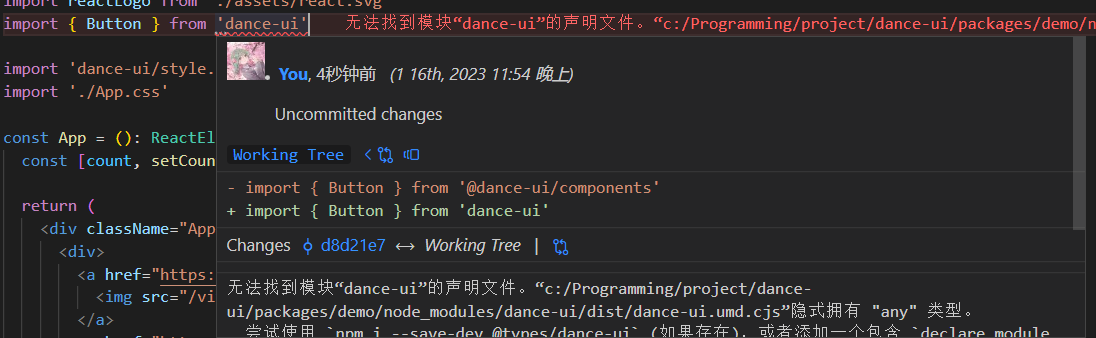 import reactLogo from './assets/react.svg
import { Button } from 'dance-ui' 无法找到模块“dance-ui”的声明文件。“c:/Programming/project/dance-ui/packages/demo/n
import 'dance-ui/style.
import './App.css'
const App = (): ReactEl
const [count, setCoun
return (
<div className="App
<div>
<a href="https:
<img src="/vi
</a>
You, 4秒钟前 (1 16th, 2023 11:54 晚上)
Uncommitted changes
Working Tree
- import { Button } from '@dance-ui/components'
+ import { Button } from 'dance-ui'
Changes d8d21e7 ↔ Working Tree |
无法找到模块“dance-ui”的声明文件。“c:/Programming/project/dance-
ui/packages/demo/node_modules/dance-ui/dist/dance-ui.umd.cjs”隐式拥有 "any" 类型。
尝试使用 `npm i --save-dev @types/dance-ui` (如果存在)，或者添加一个包含 `declare module